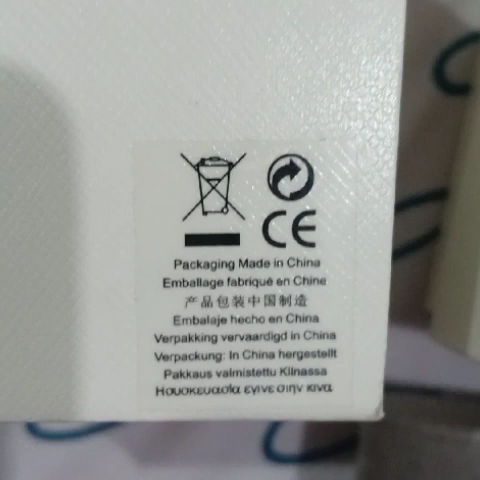 CE
Packaging Made in China
Emballage fabriqué en Chine
产品包装中国制造
Embalaje hecho en China
Verpakking vervaardigd in China
Verpackung: In China hergestellt
Pakkaus valmistettu Kiinassa
Ηουσκευασία εγινε σιην κινα